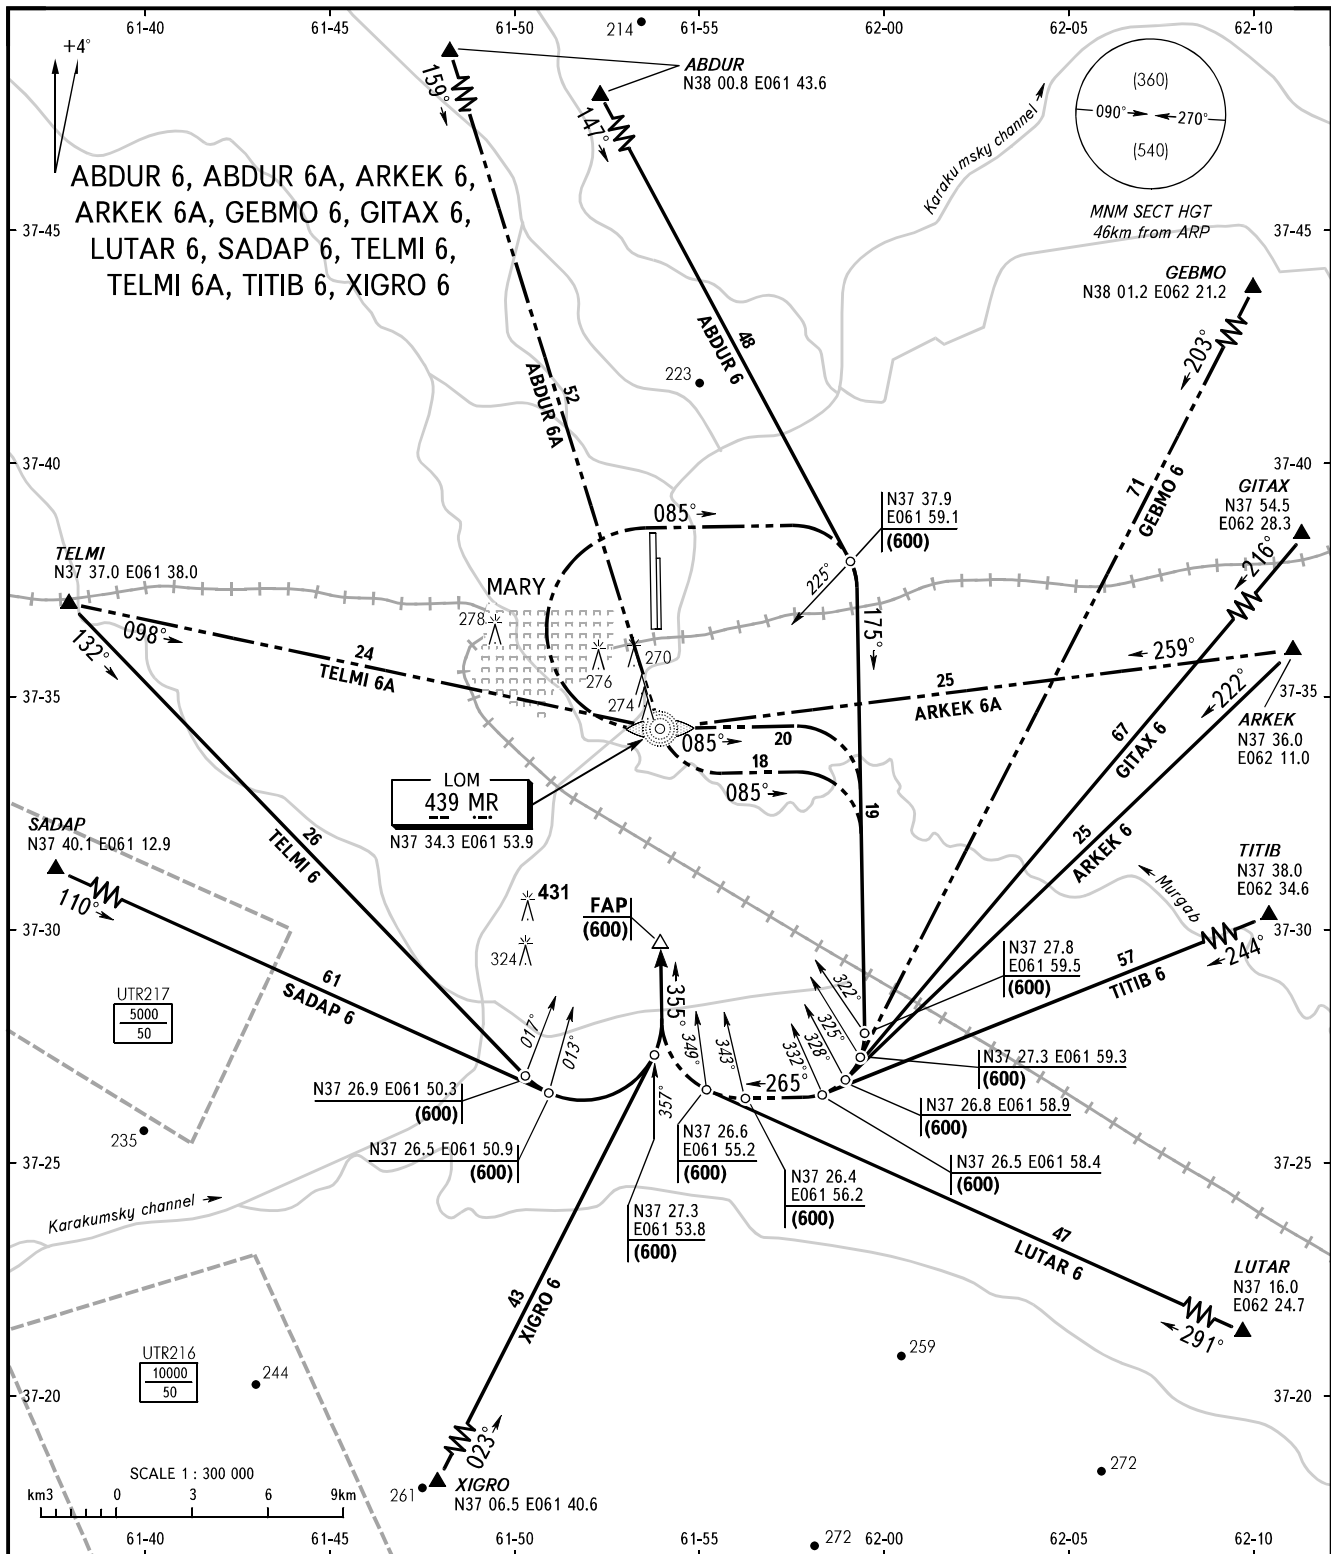 61-40
61-50
61-55
62-00
62-10
+4°
214
ABDUR
N38 00.8 E061 43.6
159°
147°
(360)
090°
270°
(540)
MNM SECT HGT
46km from ARP
Karakumsky channel
ABDUR 6, ABDUR 6A, ARKEK 6,
ARKEK 6A, GEBMO 6, GITAX 6,
LUTAR 6, SADAP 6, TELMI 6,
TELMI 6A, TITIB 6, XIGRO 6
61-45
37-45
37-45
GEBMO
N38 01.2 E062 21.2
203°
48
ABDUR 6
52
ABDUR 6A
223
37-40
37-40
71
GEBMO 6
GITAX
N37 54.5
E062 28.3
216°
N37 37.9
E061 59.1
(600)
085°
225°
TELMI
N37 37.0 E061 38.0
MARY
278
276
270
274
098°
132°
24
TELMI 6A
175°
259°
25
ARKEK 6A
222°
37-35
37-35
ARKEK
N37 36.0
E062 11.0
085°
20
18
085°
19
67
GITAX 6
LOM
439 MR
N37 34.3 E061 53.9
25
ARKEK 6
SADAP
N37 40.1 E061 12.9
110°
26
TELMI 6
TITIB
N37 38.0
E062 34.6
Murgab
244°
431
324
FAP
(600)
37-30
37-30
N37 27.8
E061 59.5
(600)
57
TITIB 6
61
SADAP 6
UTR217
5000
50
017°
013°
355°
349°
343°
332°
328°
325°
322°
265°
357°
N37 27.3 E061 59.3
(600)
N37 26.9 E061 50.3
(600)
N37 26.8 E061 58.9
(600)
235
N37 26.5 E061 50.9
(600)
N37 26.6
E061 55.2
(600)
N37 26.5 E061 58.4
(600)
37-25
37-25
N37 26.4
E061 56.2
(600)
Karakumsky channel
N37 27.3
E061 53.8
(600)
47
LUTAR 6
LUTAR
N37 16.0
E062 24.7
291°
43
XIGRO 6
UTR216
10000
50
244
259
37-20
37-20
023°
SCALE 1 : 300 000
km3 0 3 6 9km
261
XIGRO
N37 06.5 E061 40.6
272
272
61-40
61-45
61-50
61-55
62-00
62-05
62-10